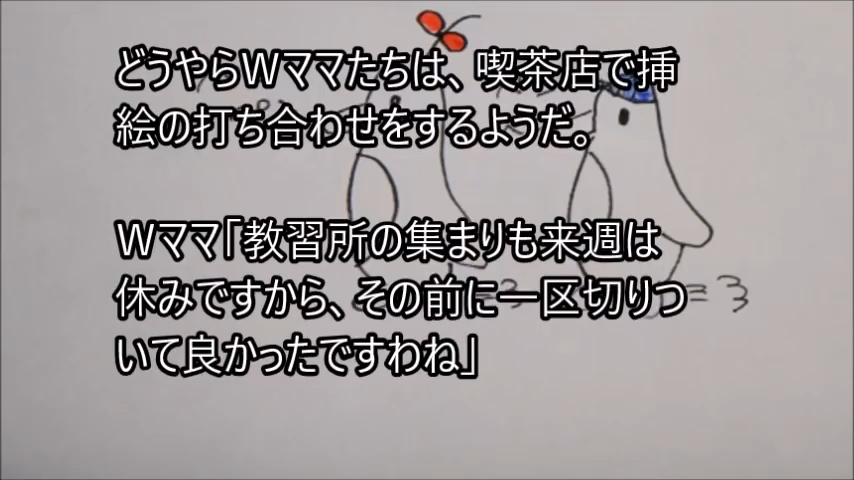 どうやらWママたちは、喫茶店で挿
絵の打ち合わせをするようだ。
Wママ「教習所の集まりも来週は
休みですから、その前に一区切りつ
いて良かったですわね」